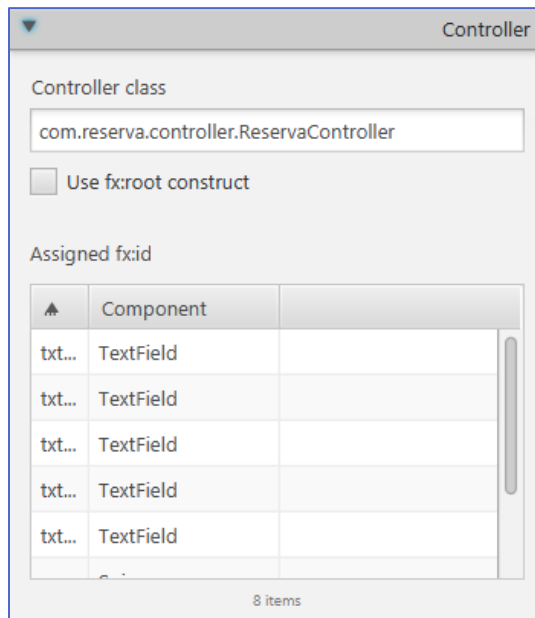 Controller
Controller class
com.reserva.controller.ReservaController
Use fx:root construct
Assigned fx:id
Component
txt... TextField
txt... TextField
txt... TextField
txt... TextField
txt... TextField
8 items